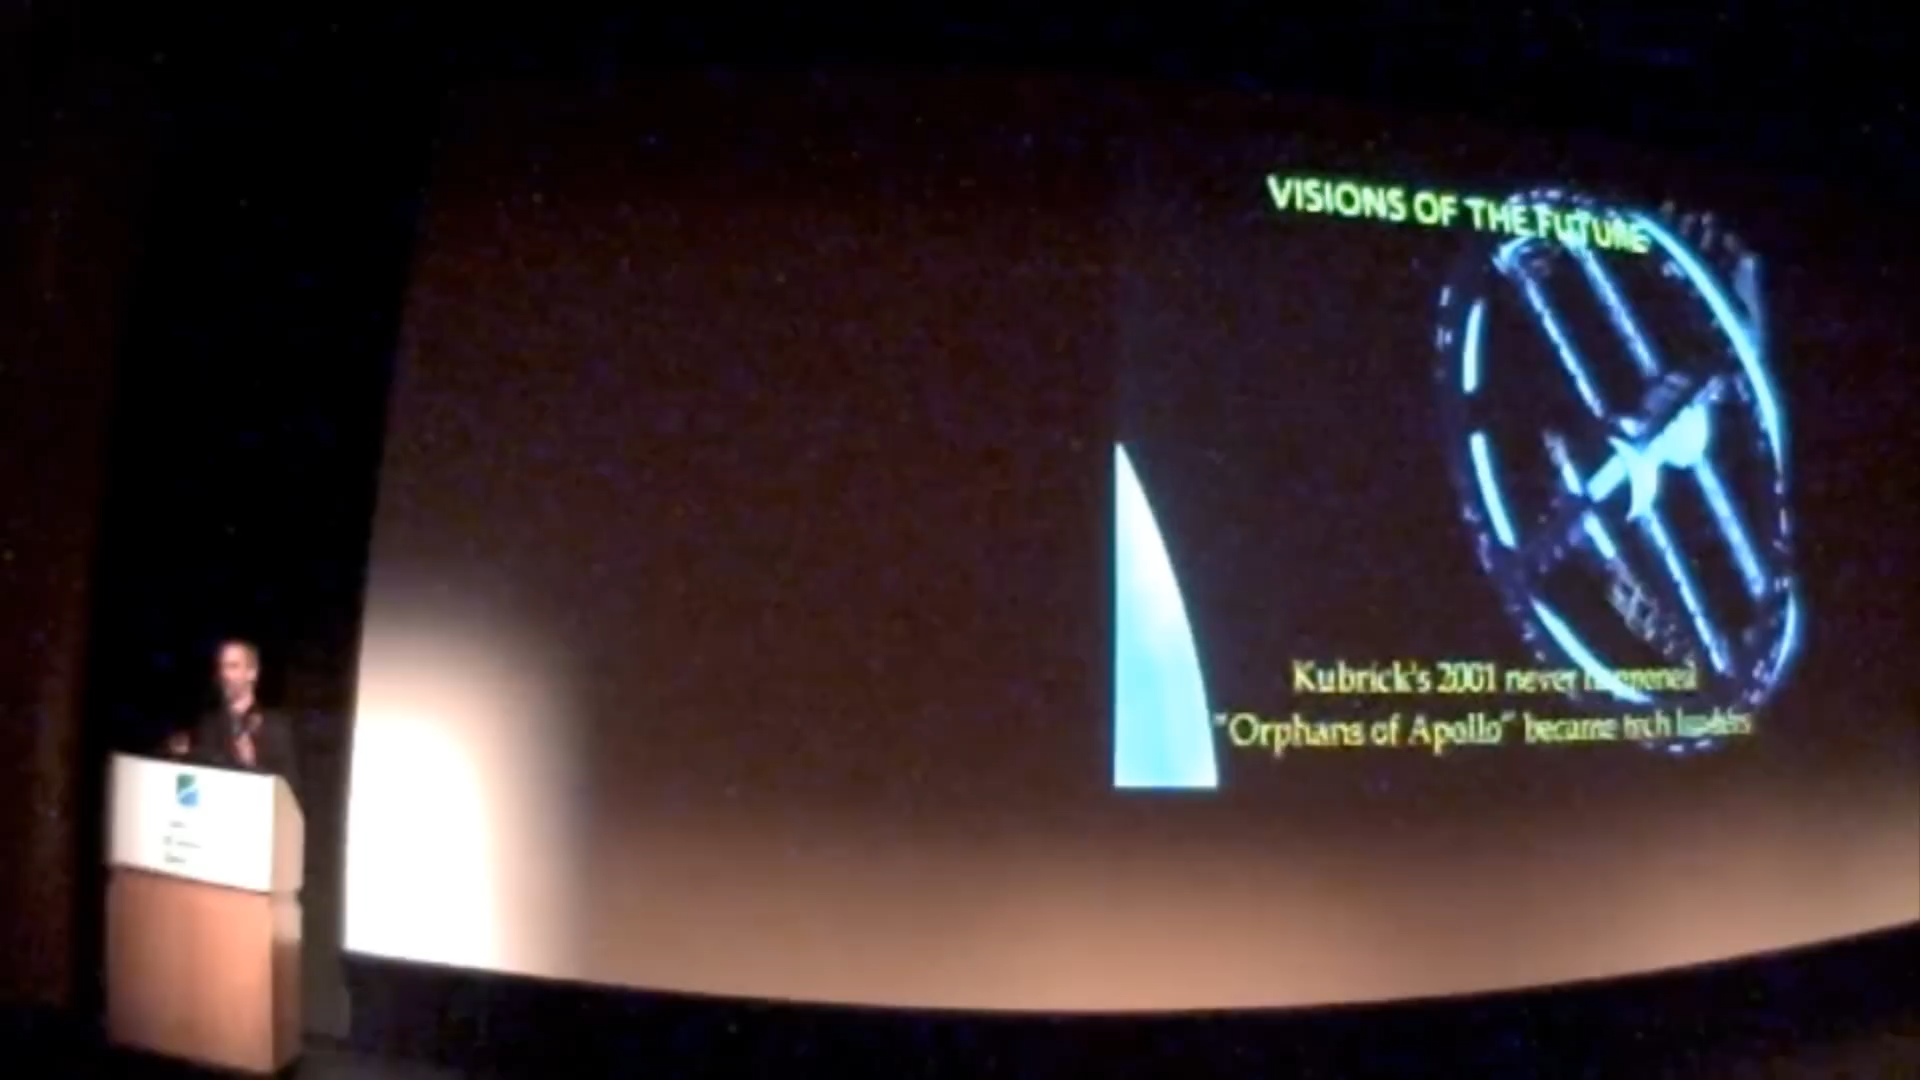 VISIONS OF THE FUTURE
Kubrick's 2001 never happened
"Orphans of Apollo" became tech leaders